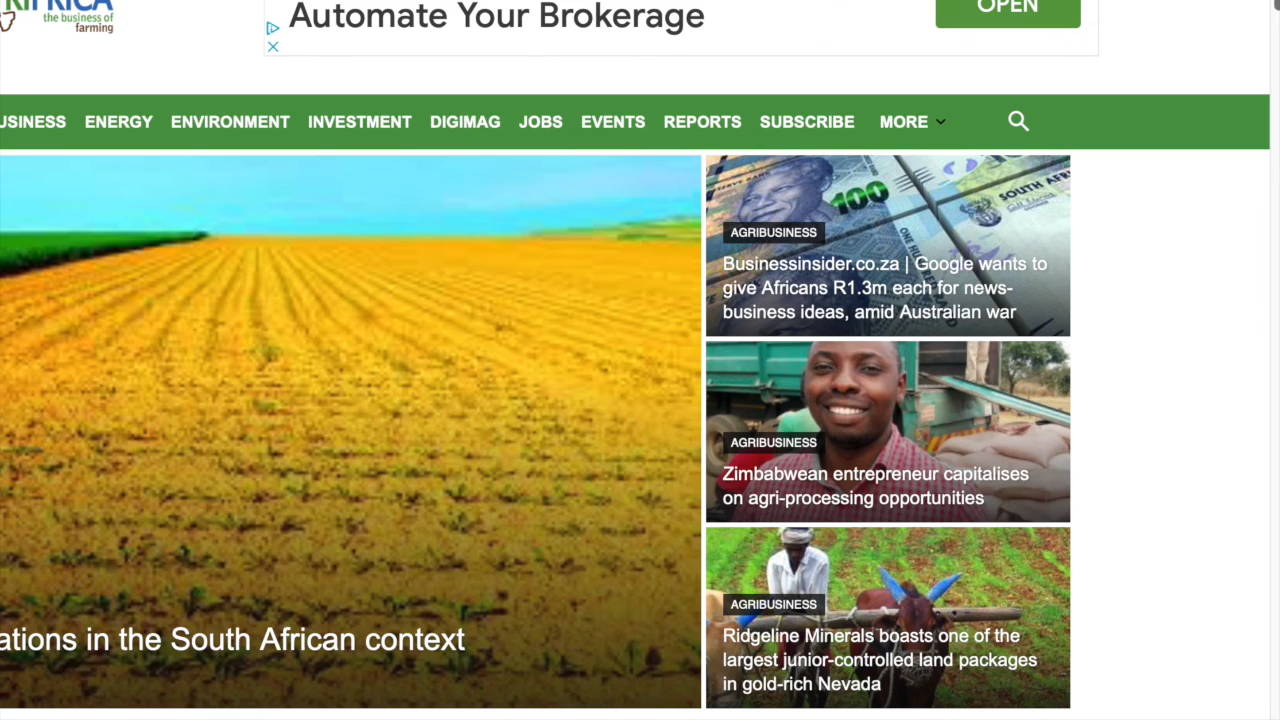 the business of
farming
Automate Your Brokerage
OPEN
ENERGY ENVIRONMENT INVESTMENT DIGIMAG JOBS EVENTS REPORTS SUBSCRIBE MORE
100
SOUTH AFRI
AGRIBUSINESS
Businessinsider.co.za | Google wants to
give Africans R1.3m each for news-
business ideas, amid Australian war
AGRIBUSINESS
Zimbabwean entrepreneur capitalises
on agri-processing opportunities
AGRIBUSINESS
Ridgeline Minerals boasts one of the
largest junior-controlled land packages
in gold-rich Nevada
ations in the South African context